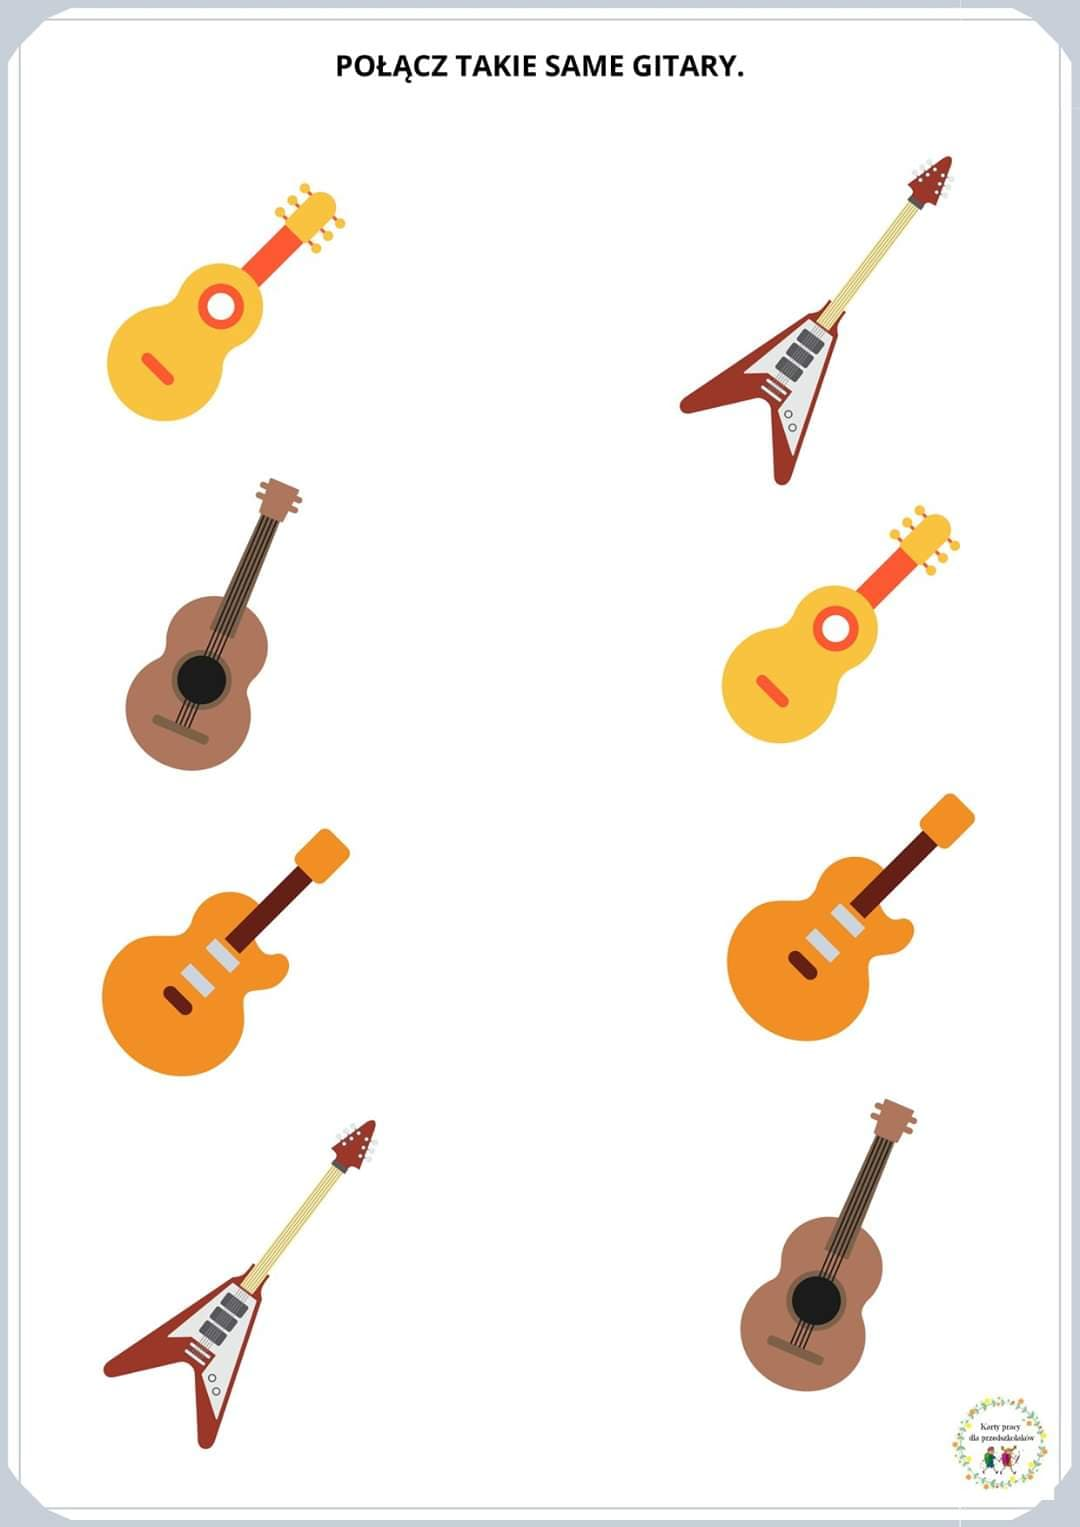 POŁĄCZ TAKIE SAME GITARY.
Karty pracy
dla przedszkolaków